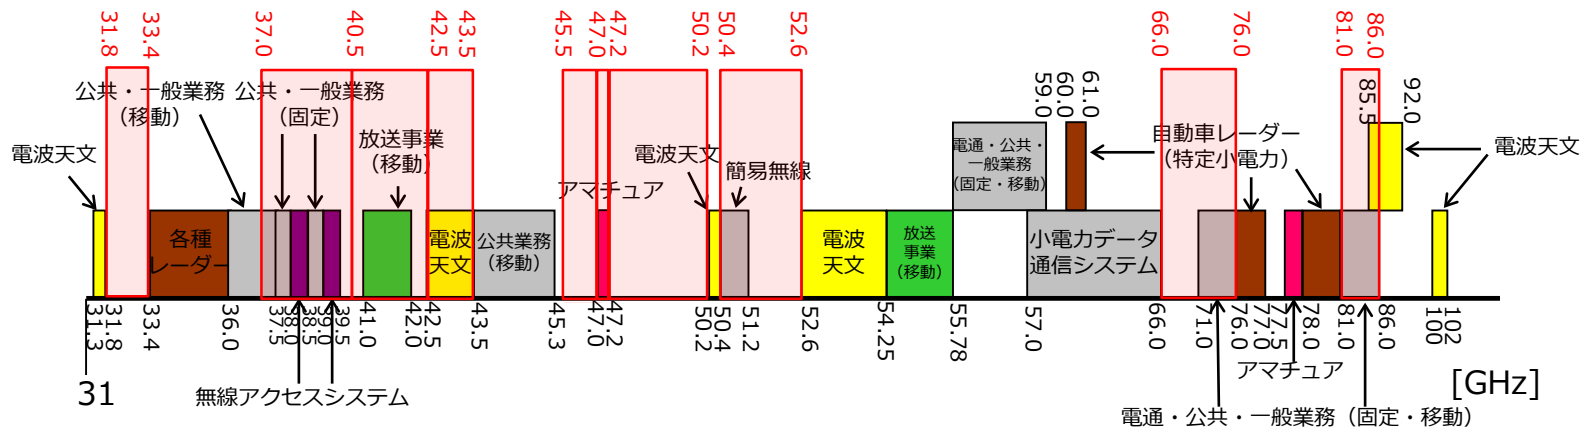 31.8
33.4
37.0
40.5
42.5
43.5
45.5
47.0
47.2
50.2
50.4
52.6
66.0
76.0
81.0
86.0
59.0
60.0
61.0
85.5
92.0
公共・一般業務
（移動）
公共・一般業務
（固定）
放送事業
（移動）
電波天文
アマチュア
電波天文
簡易無線
電通・公共・
一般業務
（固定・移動）
自動車レーダー
（特定小電力）
電波天文
各種
レーダー
電波
天文
公共業務
（移動）
電波
天文
放送
事業
（移動）
小電力データ
通信システム
31.3
31.8
33.4
36.0
37.5
38.0
38.5
39.0
39.5
41.0
42.0
42.5
43.5
45.3
47.0
47.2
50.2
50.4
51.2
52.6
54.25
55.78
57.0
66.0
71.0
76.0
77.0
77.5
78.0
81.0
86.0
100
102
31
無線アクセスシステム
アマチュア
[GHz]
電通・公共・一般業務（固定・移動）